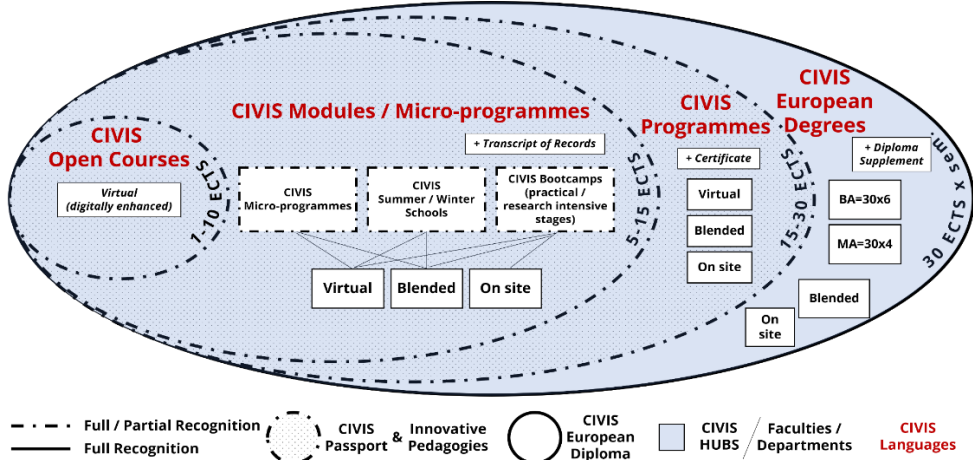 CIVIS
Open Courses
Virtual
(digitally enhanced)
1-10 ECTS
CIVIS Modules / Micro-programmes
+ Transcript of Records
CIVIS
Micro-programmes
CIVIS
Summer / Winter
Schools
CIVIS Bootcamps
(practical /
research intensive
stages)
Virtual
Blended
On site
5-15 ECTS
CIVIS
Programmes
+ Certificate
Virtual
Blended
On site
15-30 ECTS
CIVIS
European
Degrees
+ Diploma
Supplement
BA=30x6
MA=30x4
Blended
On
site
30 ECTS x sem.
Full / Partial Recognition
Full Recognition
CIVIS
Passport
&
Innovative
Pedagogies
CIVIS
European
Diploma
CIVIS
HUBS
Faculties /
Departments
CIVIS
Languages